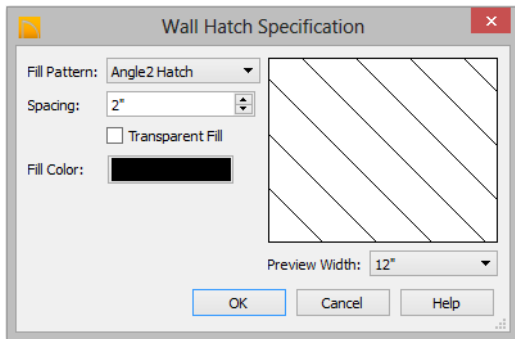 Wall Hatch Specification
Fill Pattern: Angle2 Hatch
Spacing: 2"
Transparent Fill
Fill Color:
Preview Width: 12"
OK Cancel Help